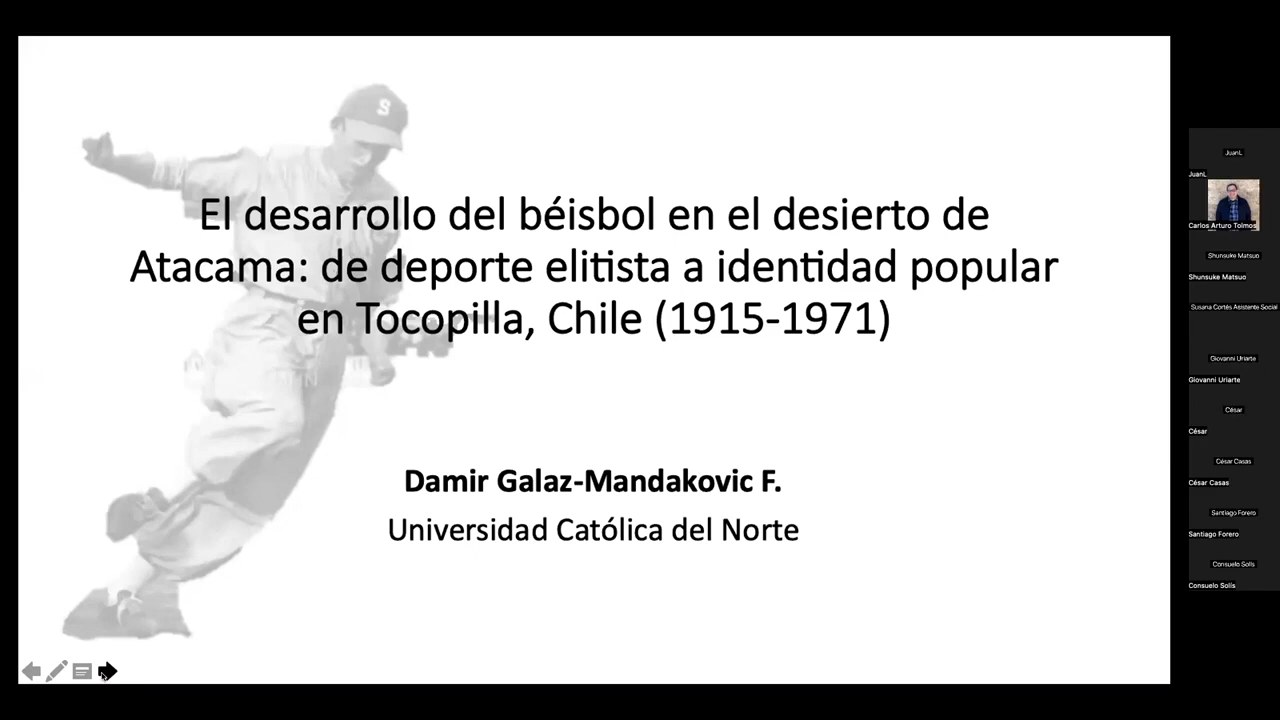 S
El desarrollo del béisbol en el desierto de
Atacama: de deporte elitista a identidad popular
en Tocopilla, Chile (1915-1971)
Damir Galaz-Mandakovic F.
Universidad Católica del Norte
JuanL
JuanL
Carlos Arturo Tolmos
Shunsuke Matsuo
Shunsuke Matsuo
Susana Cortés Asistente Social
Giovanni Uriarte
Giovanni Uriarte
César
César
César Casas
César Casas
Santiago Forero
Santiago Forero
Consuelo Solís
Consuelo Solís